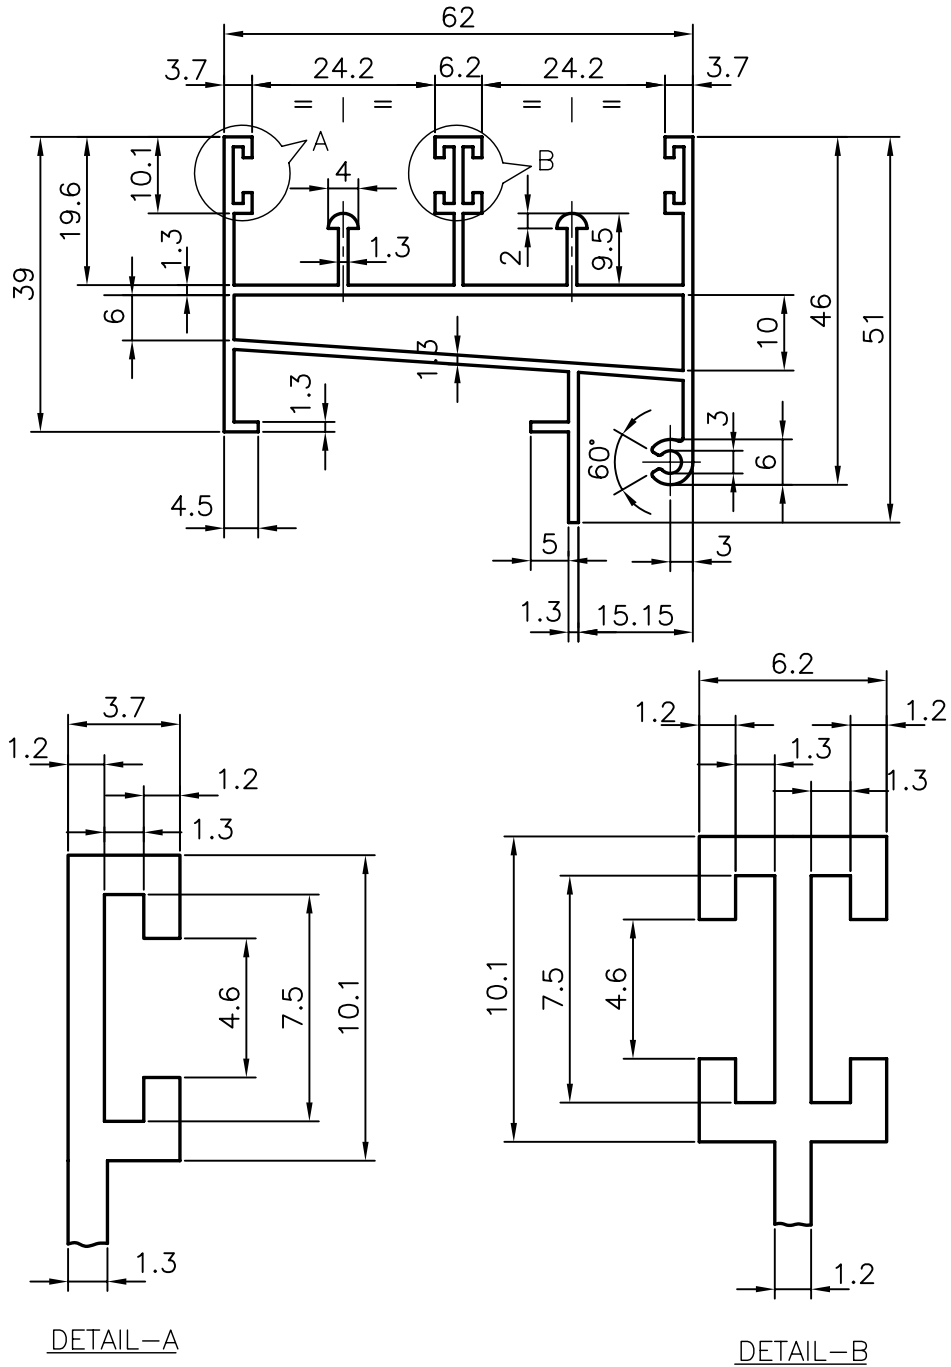 62
3.7 24.2 6.2 24.2 3.7
= = = =
A B
39 19.6 10.1 4
1.3 1.3 2 9.5
6 1.3 10 46 51
1.3 3
60° 6
4.5 5 3
1.3 15.15
3.7
1.2 1.2
1.3
4.6 7.5 10.1
1.3
DETAIL-A
6.2
1.2 1.2
1.3 1.3
10.1 7.5 4.6
1.2
DETAIL-B